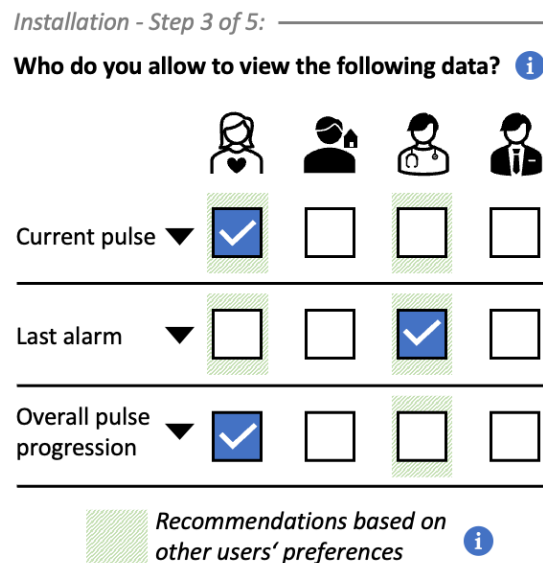 Installation - Step 3 of 5:
Who do you allow to view the following data? i
Current pulse
Last alarm
Overall pulse
progression
Recommendations based on
other users‘ preferences i